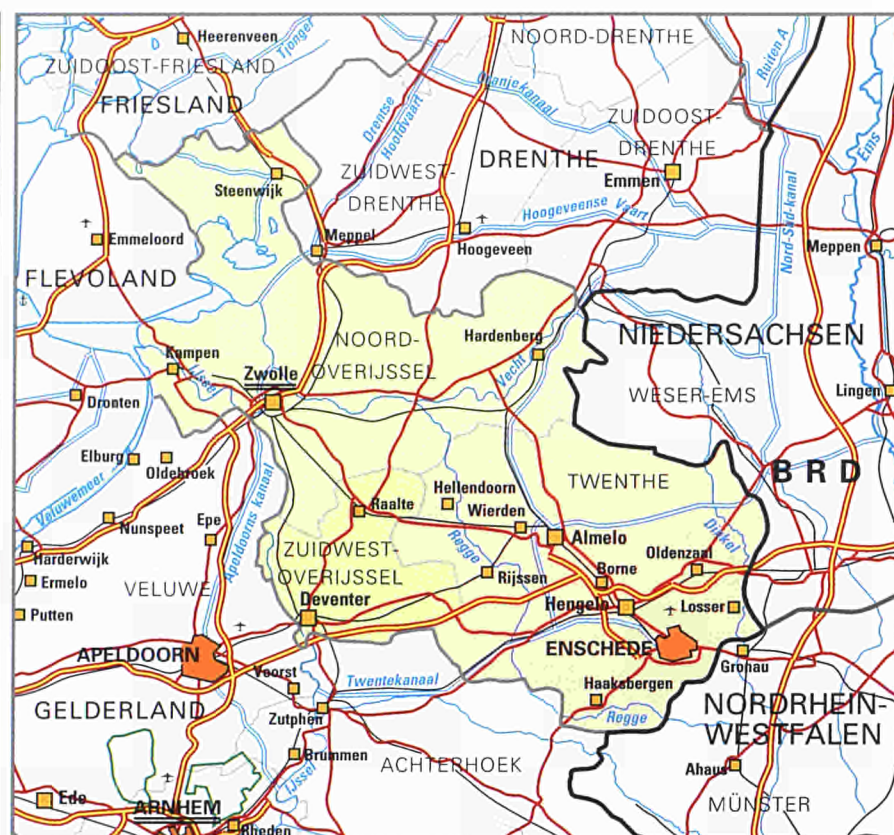 Heerenveen
Tjonger
NOORD-DRENTHE
Ruiten A
ZUIDOOST-FRIESLAND
Oranjekanaal
FRIESLAND
Drentse
Hoofdvaart
ZUIDOOST-
DRENTHE
Ems
DRENTHE
ZUIDWEST-
DRENTHE
Steenwijk
Emmen
Hoogeveense Vaart
Nord-Süd-kanal
Emmeloord
Meppel
Hoogeveen
Meppen
FLEVOLAND
NOORD-
OVERIJSSEL
Hardenberg
NIEDERSACHSEN
Kampen
Zwolle
IJssel
Vecht
WESER-EMS
Lingen
Dronten
Elburg
Oldebroek
BRD
TWENTHE
Veluwemeer
Apeldoorns kanaal
Hellendoorn
Raalte
Wierden
Nunspeet
Epe
Almelo
Dinkel
Regge
Oldenzaal
Harderwijk
ZUIDWEST-
OVERIJSSEL
Ermelo
VELUWE
Rijssen
Borne
Deventer
Hengelo
Losser
Putten
APELDOORN
ENSCHEDE
Gronau
Voorst
Twentekanaal
Haaksbergen
GELDERLAND
Zutphen
Regge
NORDRHEIN-
WESTFALEN
Brummen
ACHTERHOEK
Ahaus
IJssel
Ede
ARNHEM
MÜNSTER
Rheden